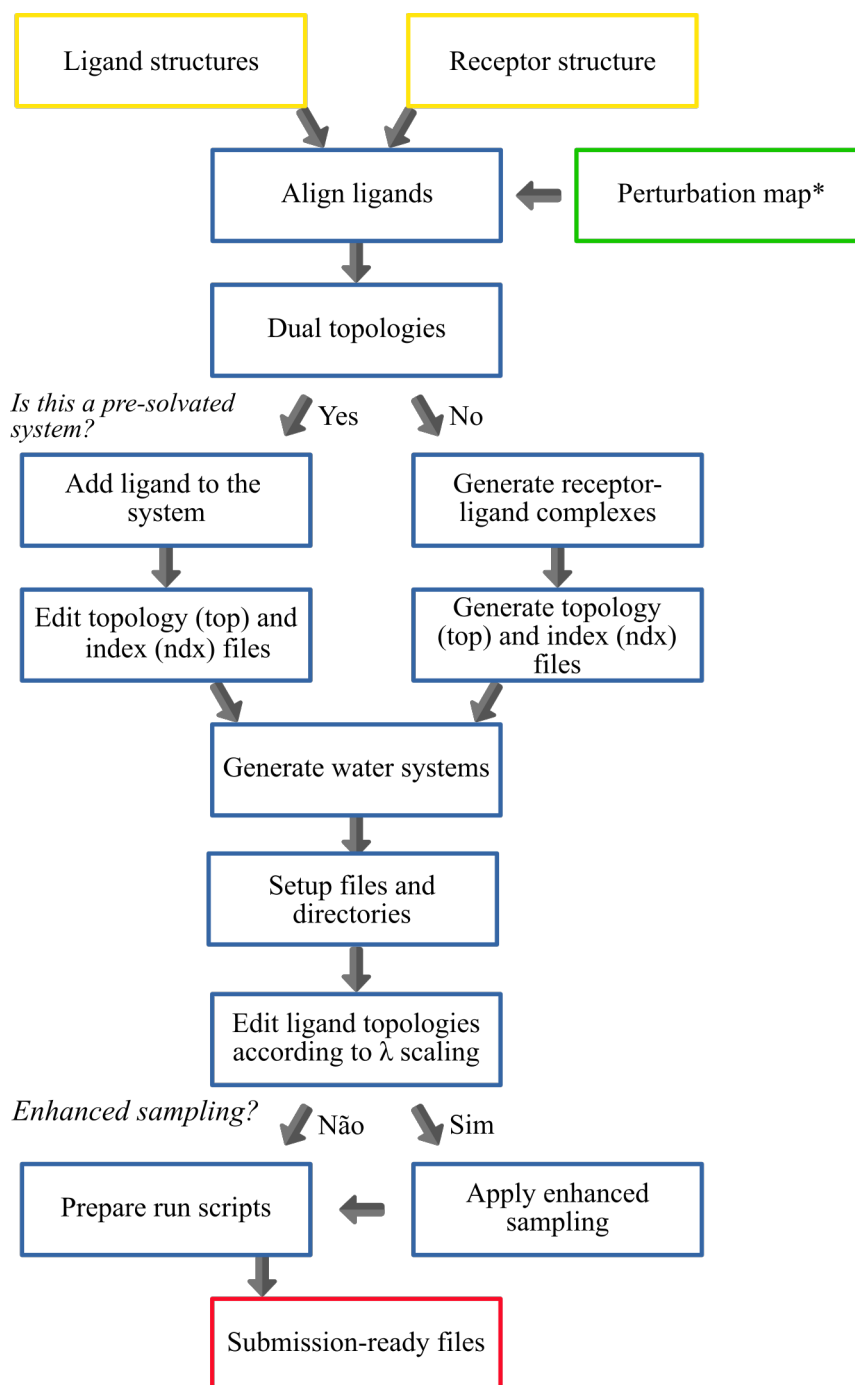 Ligand structures
Receptor structure
Align ligands
Perturbation map*
Dual topologies
Is this a pre-solvated
system?
Yes
No
Add ligand to the
system
Generate receptor-
ligand complexes
Edit topology (top) and
index (ndx) files
Generate topology
(top) and index (ndx)
files
Generate water systems
Setup files and
directories
Edit ligand topologies
according to λ scaling
Enhanced sampling?
Não
Sim
Prepare run scripts
Apply enhanced
sampling
Submission-ready files